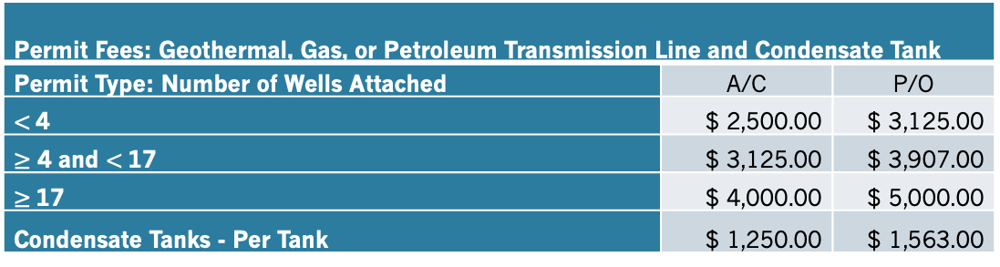 Permit Fees: Geothermal, Gas, or Petroleum Transmission Line and Condensate Tank
Permit Type: Number of Wells Attached A/C P/O
< 4 $ 2,500.00 $ 3,125.00
≥ 4 and < 17 $ 3,125.00 $ 3,907.00
≥ 17 $ 4,000.00 $ 5,000.00
Condensate Tanks - Per Tank $ 1,250.00 $ 1,563.00